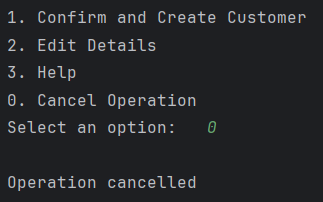 1. Confirm and Create Customer
2. Edit Details
3. Help
0. Cancel Operation
Select an option:   0
Operation cancelled